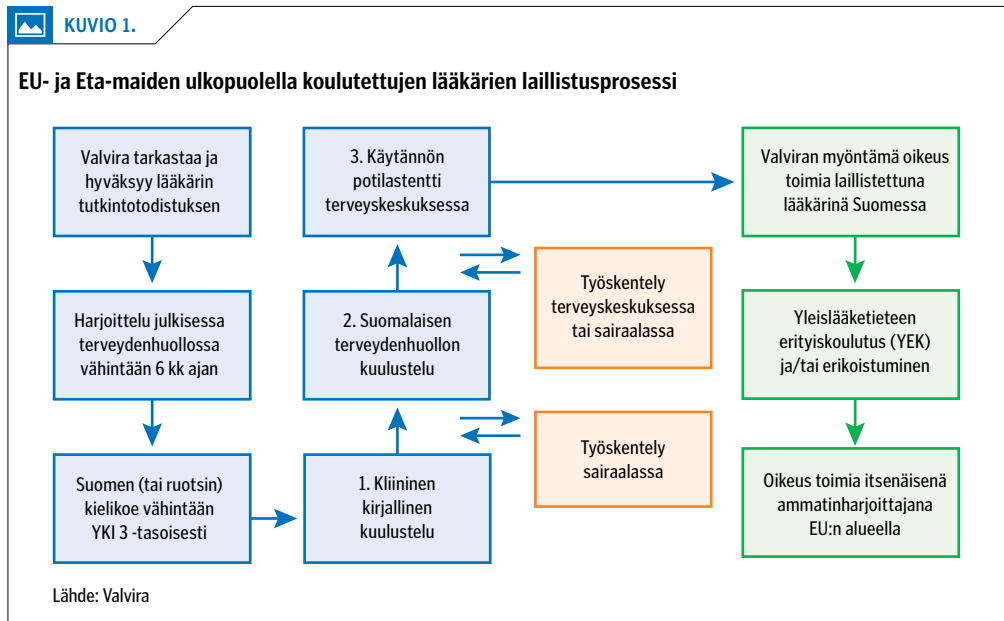 KUVIO 1.
EU- ja Eta-maiden ulkopuolella koulutettujen lääkärien laillistusprosessi
Valvira tarkastaa ja
hyväksyy lääkärin
tutkintotodistuksen
Harjoittelu julkisessa
terveydenhuollossa
vähintään 6 kk ajan
Suomen (tai ruotsin)
kielikoe vähintään
YKI 3 -tasoisesti
1. Kliininen
kirjallinen
kuulustelu
Työskentely
sairaalassa
2. Suomalaisen
terveydenhuollon
kuulustelu
Työskentely
terveyskeskuksessa
tai sairaalassa
3. Käytännön
potilastentti
terveyskeskuksessa
Valviran myöntämä oikeus
toimia laillistettuna
lääkärinä Suomessa
Yleislääketieteen
erityiskoulutus (YEK)
ja/tai erikoistuminen
Oikeus toimia itsenäisenä
ammatinharjoittajana
EU:n alueella
Lähde: Valvira